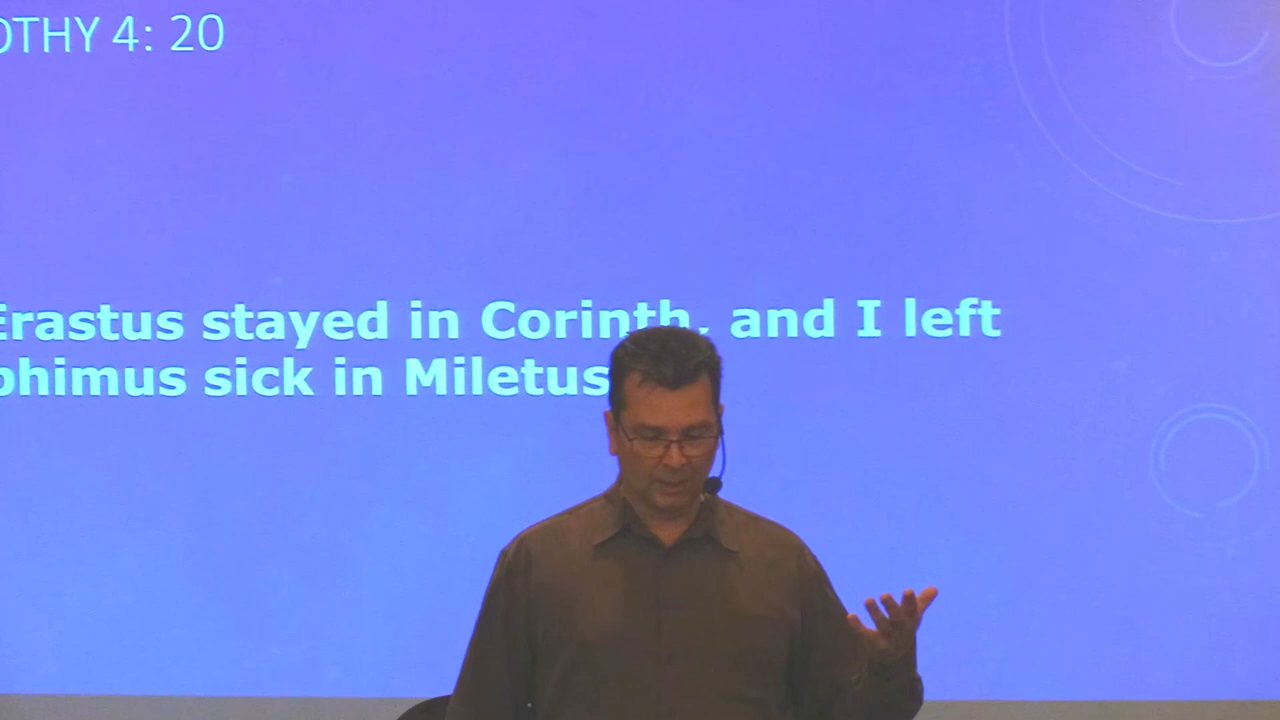 OTHY 4: 20
Erastus stayed in Corinth, and I left
phimus sick in Miletus